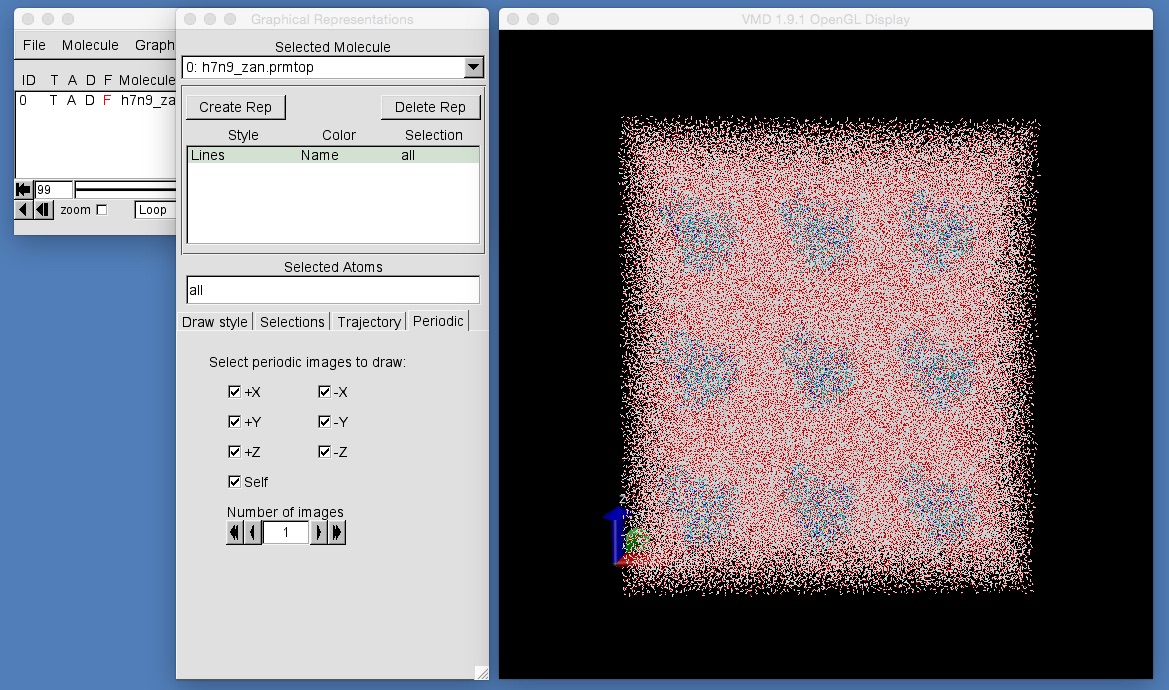 File Molecule Graph
ID T A D F Molecule
0 T A D F h7n9_za
99
zoom Loop
Graphical Representations
Selected Molecule
0: h7n9_zan.prmtop
Create Rep Delete Rep
Style Color Selection
Lines Name all
Selected Atoms
all
Draw style Selections Trajectory Periodic
Select periodic images to draw:
+X -X
+Y -Y
+Z -Z
Self
Number of images
1
VMD 1.9.1 OpenGL Display